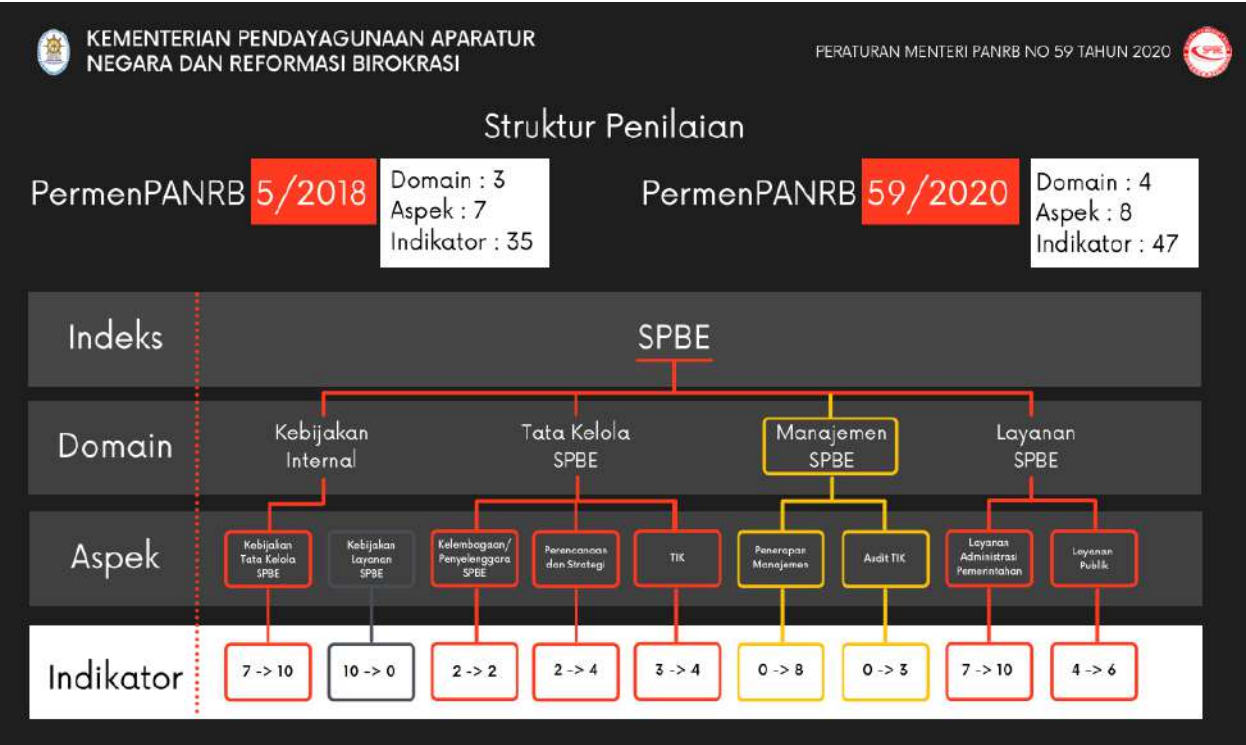 KEMENTERIAN PENDAYAGUNAAN APARATUR
NEGARA DAN REFORMASI BIROKRASI
PERATURAN MENTERI PANRB NO 59 TAHUN 2020
SPBE
Struktur Penilaian
PermenPANRB 5/2018
Domain : 3
Aspek : 7
Indikator : 35
PermenPANRB 59/2020
Domain : 4
Aspek : 8
Indikator : 47
Indeks
SPBE
Domain
Kebijakan
Internal
Tata Kelola
SPBE
Manajemen
SPBE
Layanan
SPBE
Aspek
Kebijakan
Tata Kelola
SPBE
Kebijakan
Layanan
SPBE
Kelembagaan/
Penyelenggara
SPBE
Perencanaan
dan Strategi
TIK
Penerapan
Manajemen
Audit TIK
Layanan
Administrasi
Pemerintahan
Layanan
Publik
Indikator
7 -> 10
10 -> 0
2 -> 2
2 -> 4
3 -> 4
0 -> 8
0 -> 3
7 -> 10
4 -> 6